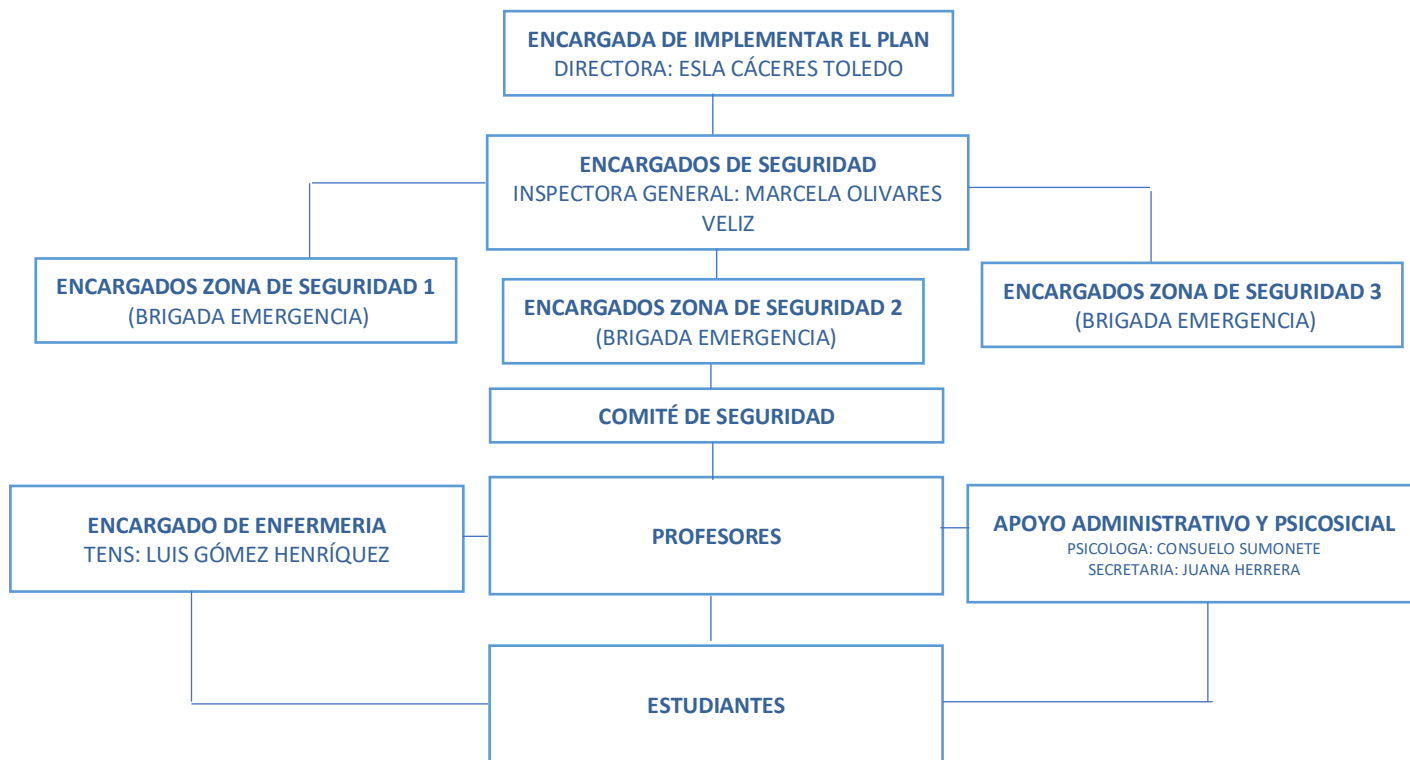 ENCARGADA DE IMPLEMENTAR EL PLAN
DIRECTORA: ESLA CÁCERES TOLEDO
ENCARGADOS DE SEGURIDAD
INSPECTORA GENERAL: MARCELA OLIVARES
VELIZ
ENCARGADOS ZONA DE SEGURIDAD 1
(BRIGADA EMERGENCIA)
ENCARGADOS ZONA DE SEGURIDAD 2
(BRIGADA EMERGENCIA)
ENCARGADOS ZONA DE SEGURIDAD 3
(BRIGADA EMERGENCIA)
COMITÉ DE SEGURIDAD
ENCARGADO DE ENFERMERIA
TENS: LUIS GÓMEZ HENRÍQUEZ
PROFESORES
APOYO ADMINISTRATIVO Y PSICOSICIAL
PSICOLOGA: CONSUELO SUMONETE
SECRETARIA: JUANA HERRERA
ESTUDIANTES